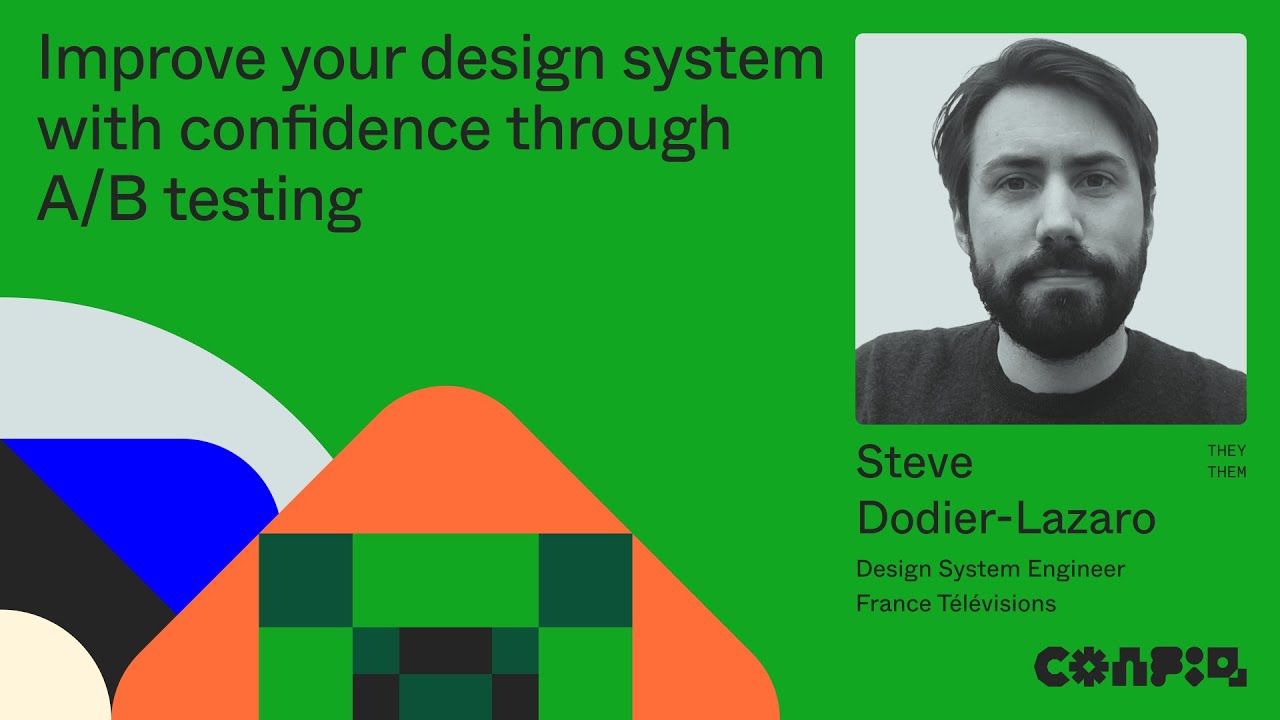 Improve your design system
with confidence through
A/B testing
Steve
Dodier-Lazaro
THEY
THEM
Design System Engineer
France Télévisions
CONFIG